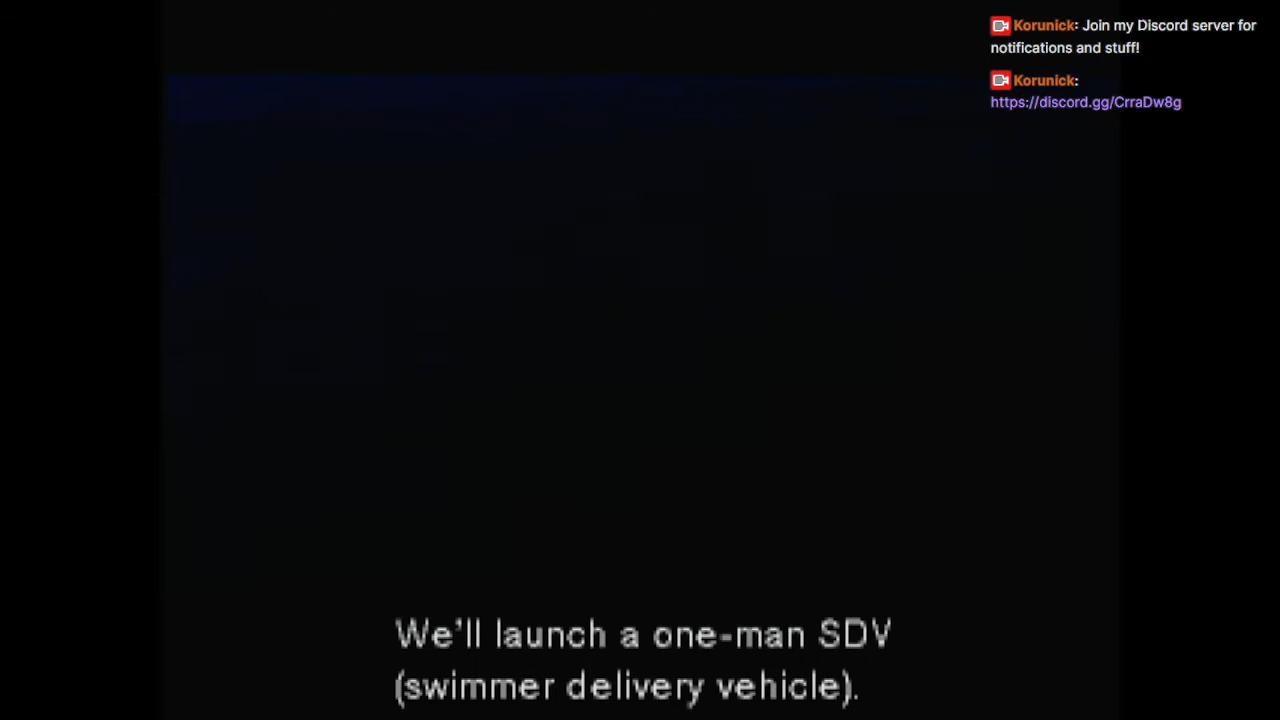 Korunick: Join my Discord server for
notifications and stuff!
Korunick:
https://discord.gg/CrraDw8g
We'll launch a one-man SDV
(swimmer delivery vehicle).